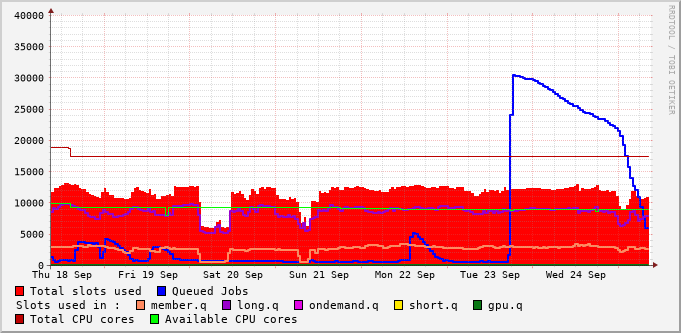 40000
35000
30000
25000
20000
15000
10000
5000
0
Thu 18 Sep Fri 19 Sep Sat 20 Sep Sun 21 Sep Mon 22 Sep Tue 23 Sep Wed 24 Sep
Total slots used Queued Jobs
Slots used in : member.q long.q ondemand.q short.q gpu.q
Total CPU cores Available CPU cores
RRDTOOL / TOBI OETIKER